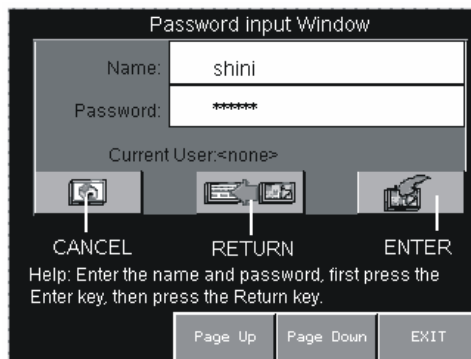 Password input Window
Name: shini
Password: ******
Current User:<none>
CANCEL RETURN ENTER
Help: Enter the name and password, first press the
Enter key, then press the Return key.
Page Up Page Down EXIT